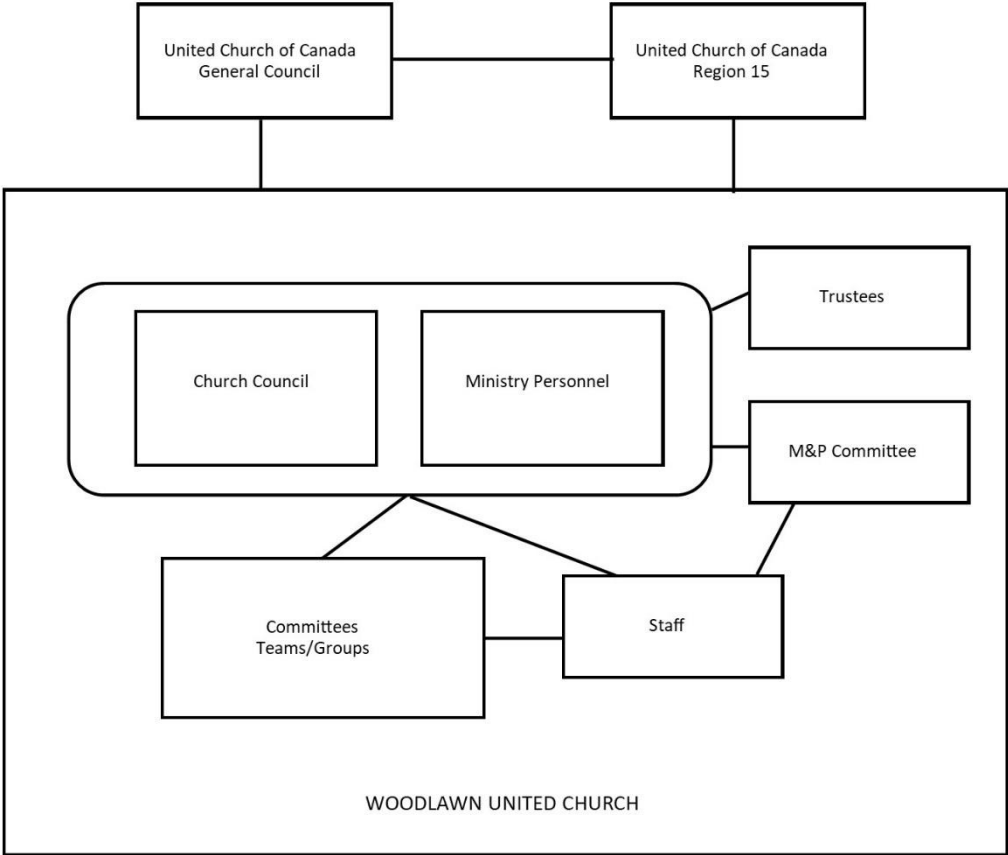 United Church of Canada
General Council
United Church of Canada
Region 15
Trustees
Church Council
Ministry Personnel
M&P Committee
Committees
Teams/Groups
Staff
WOODLAWN UNITED CHURCH